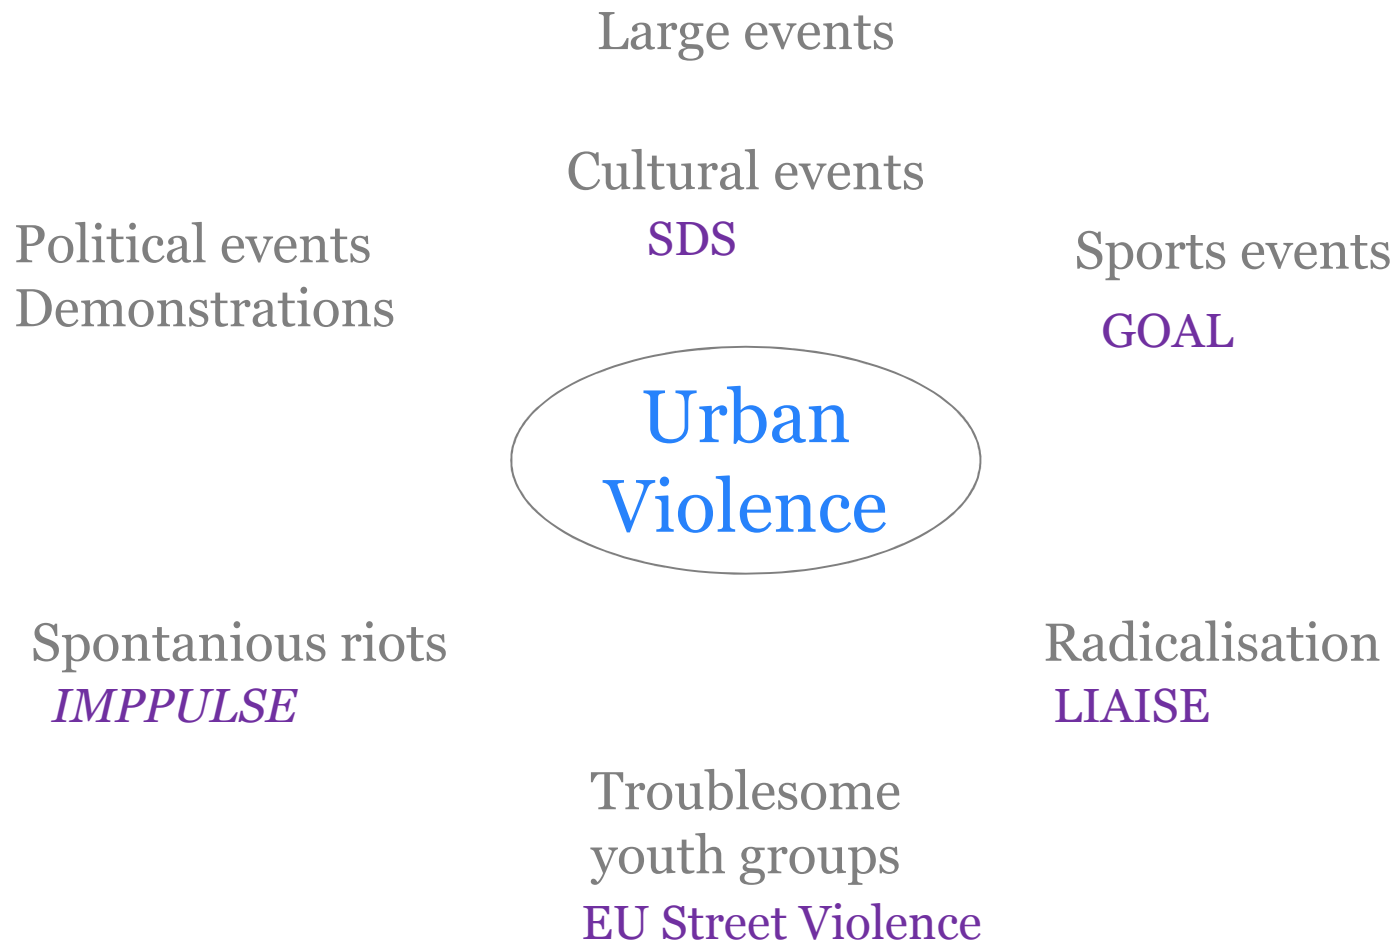 Large events
Cultural events
SDS
Political events
Demonstrations
Sports events
GOAL
Urban
Violence
Spontanious riots
IMPPULSE
Radicalisation
LIAISE
Troublesome
youth groups
EU Street Violence